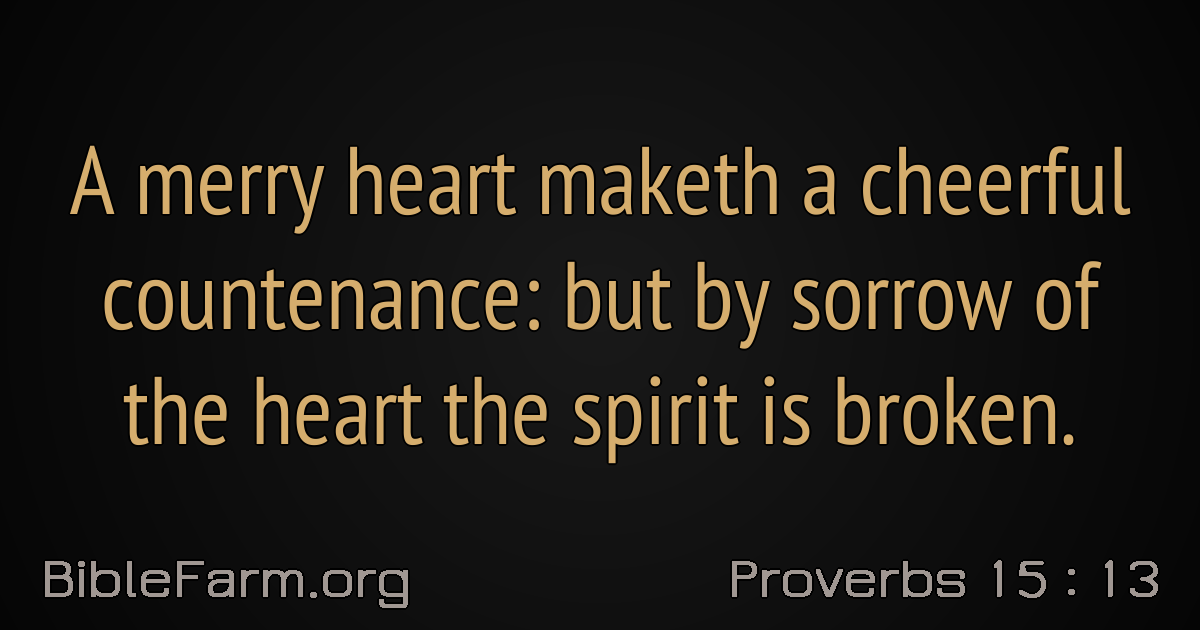 A merry heart maketh a cheerful
countenance: but by sorrow of
the heart the spirit is broken.
BibleFarm.org
Proverbs 15 : 13